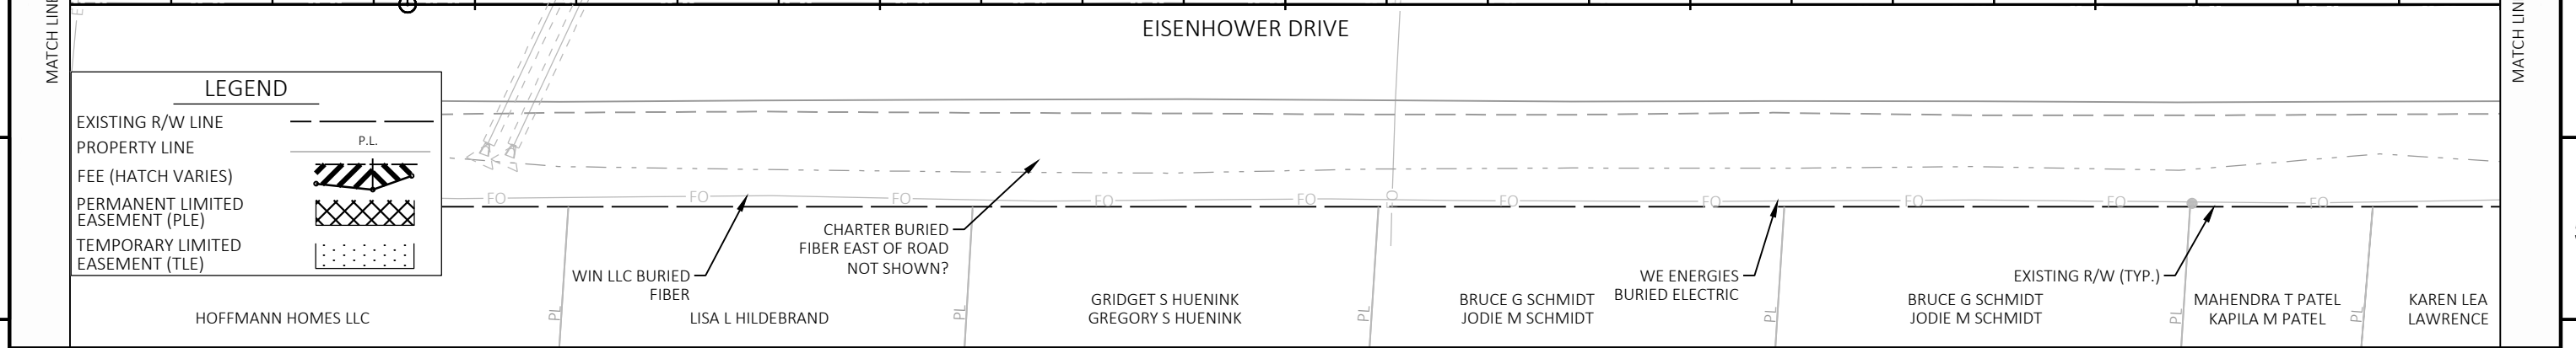 MATCH LINE
EISENHOWER DRIVE
MATCH LIN
LEGEND
EXISTING R/W LINE
PROPERTY LINE
P.L.
FEE (HATCH VARIES)
PERMANENT LIMITED
EASEMENT (PLE)
TEMPORARY LIMITED
EASEMENT (TLE)
FO
FO
FO
FO
FO
FO
FO
FO
FO
FO
FO
CHARTER BURIED
FIBER EAST OF ROAD
NOT SHOWN?
WIN LLC BURIED
FIBER
WE ENERGIES
BURIED ELECTRIC
EXISTING R/W (TYP.)
HOFFMANN HOMES LLC
PL
LISA L HILDEBRAND
PL
GRIDGET S HUENINK
GREGORY S HUENINK
PL
BRUCE G SCHMIDT
JODIE M SCHMIDT
PL
BRUCE G SCHMIDT
JODIE M SCHMIDT
PL
MAHENDRA T PATEL
KAPILA M PATEL
PL
KAREN LEA
LAWRENCE